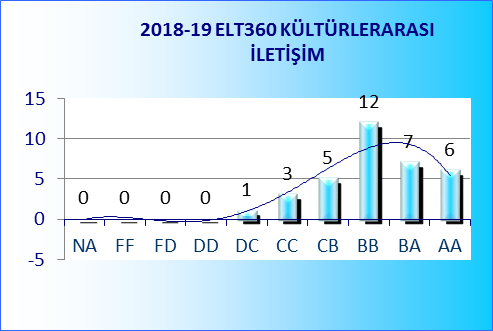 2018-19 ELT360 KÜLTÜRLERARASI
İLETİŞİM
15
10
5
0
-5
0 0 0 0 1 3 5 12 7 6
NA FF FD DD DC CC CB BB BA AA